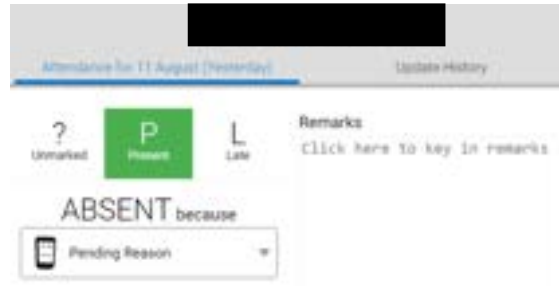 Attendance for 11 August (Yesterday)
Update History
?
Unmarked
P
Present
L
Late
Remarks
Click here to key in remarks
ABSENT because
Pending Reason